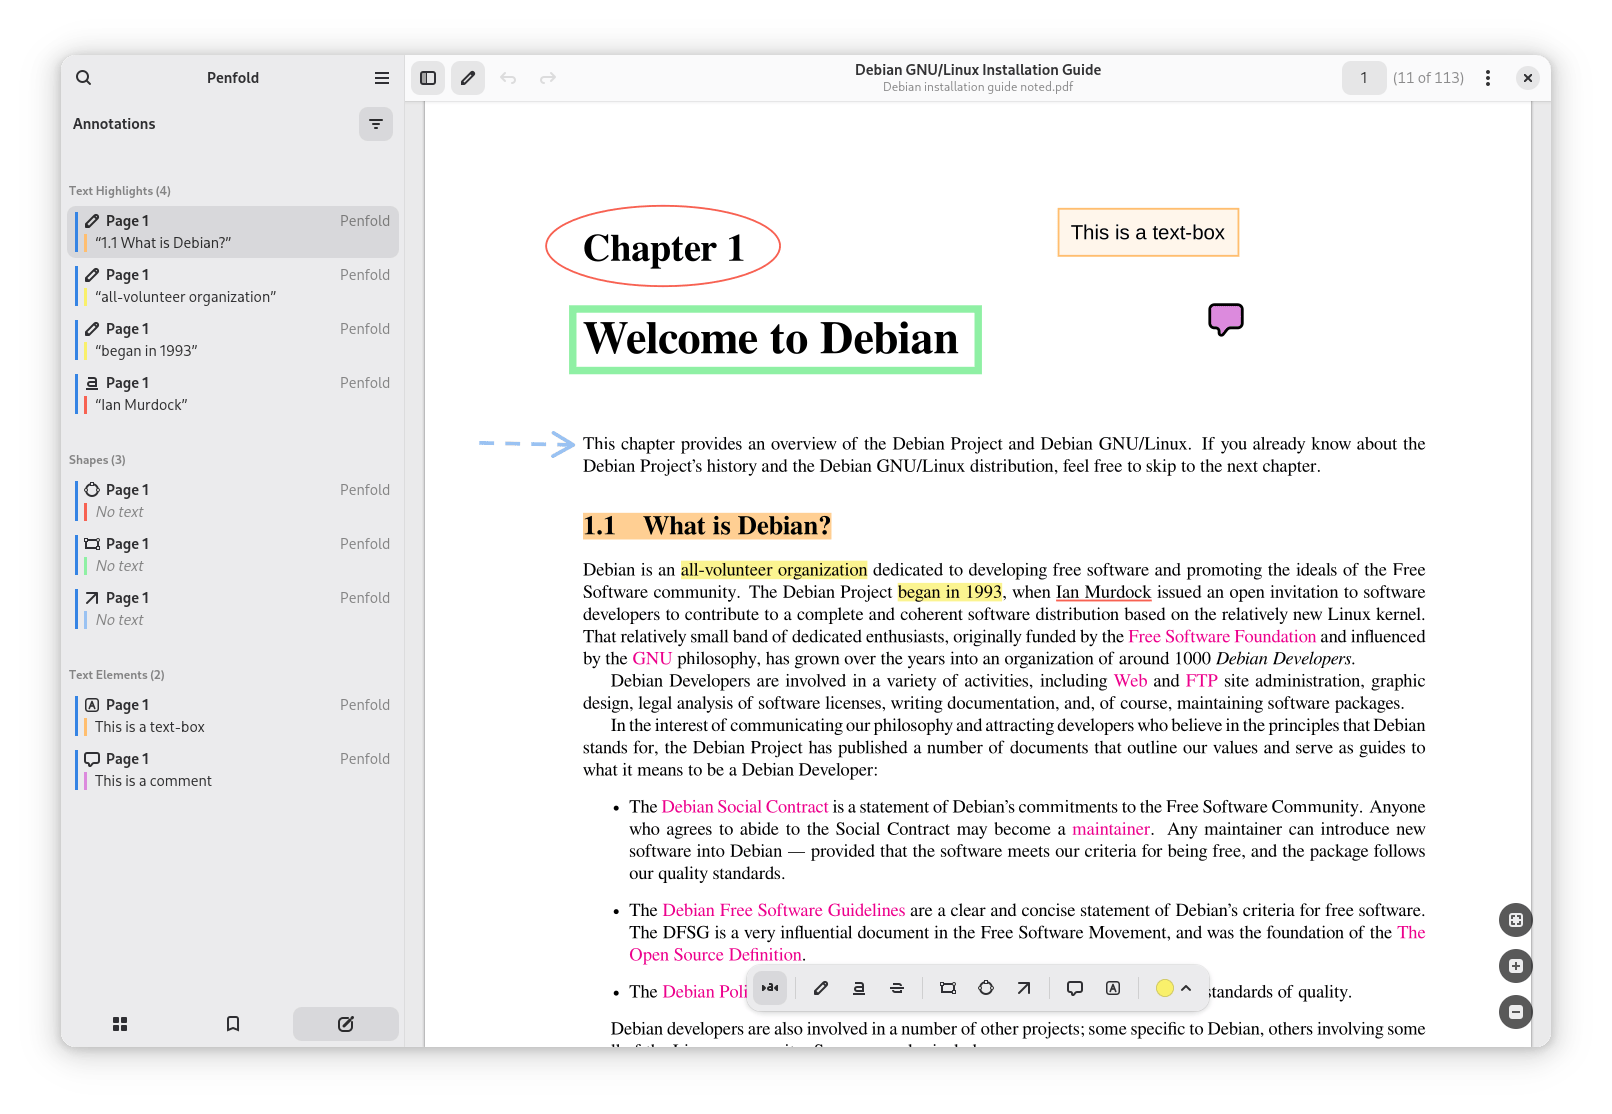 Penfold
Annotations
Text Highlights (4)
Page 1 Penfold
“1.1 What is Debian?”
Page 1 Penfold
“all-volunteer organization”
Page 1 Penfold
“began in 1993”
Page 1 Penfold
“Ian Murdock”
Shapes (3)
Page 1 Penfold
No text
Page 1 Penfold
No text
Page 1 Penfold
No text
Text Elements (2)
Page 1 Penfold
This is a text-box
Page 1 Penfold
This is a comment
Debian GNU/Linux Installation Guide
Debian installation guide noted.pdf
1 (11 of 113)
Chapter 1
This is a text-box
Welcome to Debian
This chapter provides an overview of the Debian Project and Debian GNU/Linux. If you already know about the
Debian Project’s history and the Debian GNU/Linux distribution, feel free to skip to the next chapter.
1.1 What is Debian?
Debian is an all-volunteer organization dedicated to developing free software and promoting the ideals of the Free
Software community. The Debian Project began in 1993, when Ian Murdock issued an open invitation to software
developers to contribute to a complete and coherent software distribution based on the relatively new Linux kernel.
That relatively small band of dedicated enthusiasts, originally funded by the Free Software Foundation and influenced
by the GNU philosophy, has grown over the years into an organization of around 1000 Debian Developers.
Debian Developers are involved in a variety of activities, including Web and FTP site administration, graphic
design, legal analysis of software licenses, writing documentation, and, of course, maintaining software packages.
In the interest of communicating our philosophy and attracting developers who believe in the principles that Debian
stands for, the Debian Project has published a number of documents that outline our values and serve as guides to
what it means to be a Debian Developer:
• The Debian Social Contract is a statement of Debian’s commitments to the Free Software Community. Anyone
who agrees to abide to the Social Contract may become a maintainer. Any maintainer can introduce new
software into Debian — provided that the software meets our criteria for being free, and the package follows
our quality standards.
• The Debian Free Software Guidelines are a clear and concise statement of Debian’s criteria for free software.
The DFSG is a very influential document in the Free Software Movement, and was the foundation of the The
Open Source Definition.
• The Debian Poli standards of quality.
Debian developers are also involved in a number of other projects; some specific to Debian, others involving some